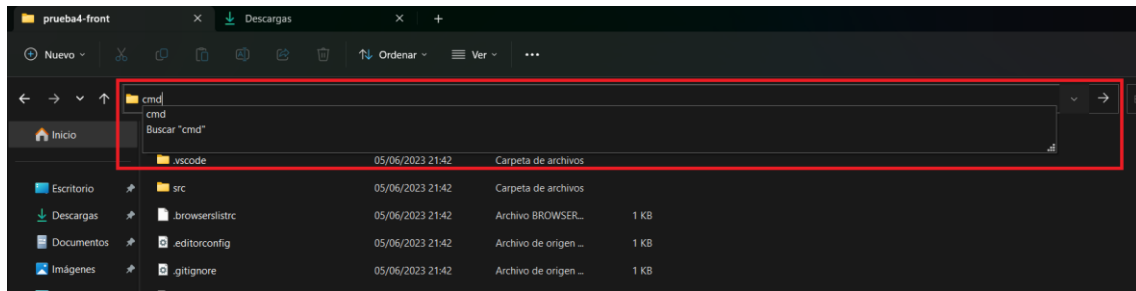 prueba4-front
Descargas
Nuevo
Ordenar
Ver
cmd
cmd
Buscar "cmd"
Inicio
.vscode 05/06/2023 21:42 Carpeta de archivos
Escritorio src 05/06/2023 21:42 Carpeta de archivos
Descargas .browserslistrc 05/06/2023 21:42 Archivo BROWSER... 1 KB
Documentos .editorconfig 05/06/2023 21:42 Archivo de origen ... 1 KB
Imágenes .gitignore 05/06/2023 21:42 Archivo de origen ... 1 KB